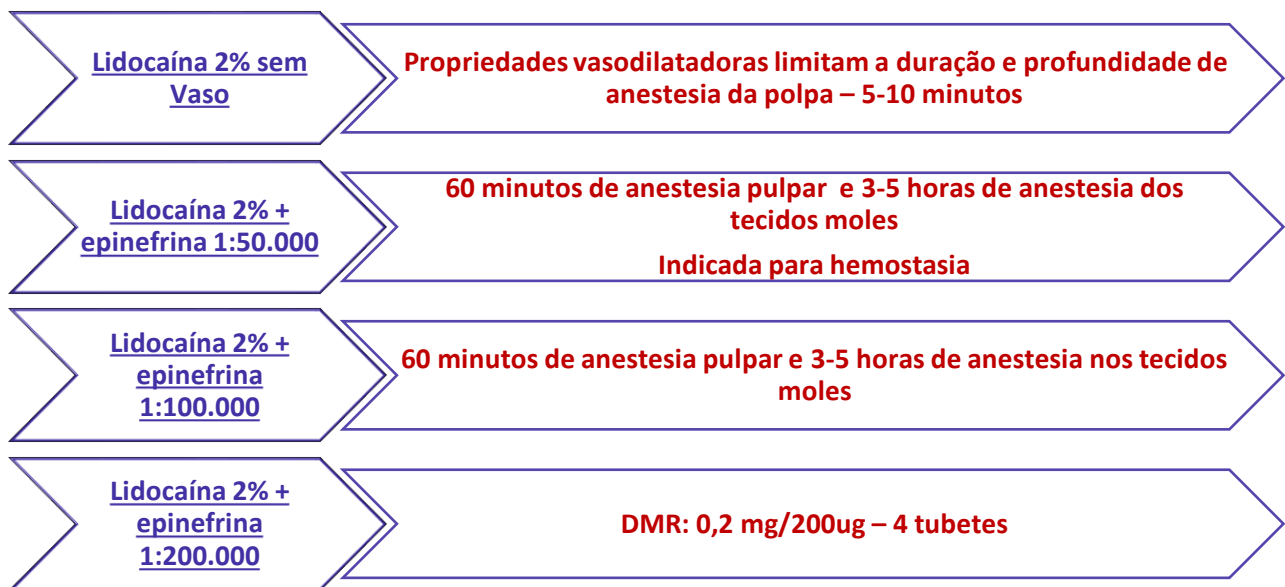 Lidocaína 2% sem
Vaso
Propriedades vasodilatadoras limitam a duração e profundidade de
anestesia da polpa – 5-10 minutos
Lidocaína 2% +
epinefrina 1:50.000
60 minutos de anestesia pulpar e 3-5 horas de anestesia dos
tecidos moles
Indicada para hemostasia
Lidocaína 2% +
epinefrina
1:100.000
60 minutos de anestesia pulpar e 3-5 horas de anestesia nos tecidos
moles
Lidocaína 2% +
epinefrina
1:200.000
DMR: 0,2 mg/200ug – 4 tubetes